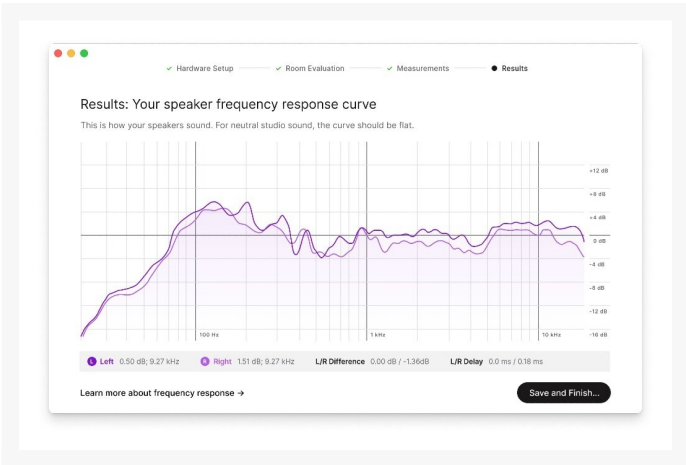 ✓ Hardware Setup ✓ Room Evaluation ✓ Measurements ● Results
Results: Your speaker frequency response curve
This is how your speakers sound. For neutral studio sound, the curve should be flat.
+12 dB
+8 dB
+4 dB
0 dB
-4 dB
-8 dB
-12 dB
100 Hz 1 kHz 10 kHz -16 dB
L Left 0.50 dB; 9.27 kHz R Right 1.51 dB; 9.27 kHz L/R Difference 0.00 dB / -1.36dB L/R Delay 0.0 ms / 0.18 ms
Learn more about frequency response → Save and Finish...